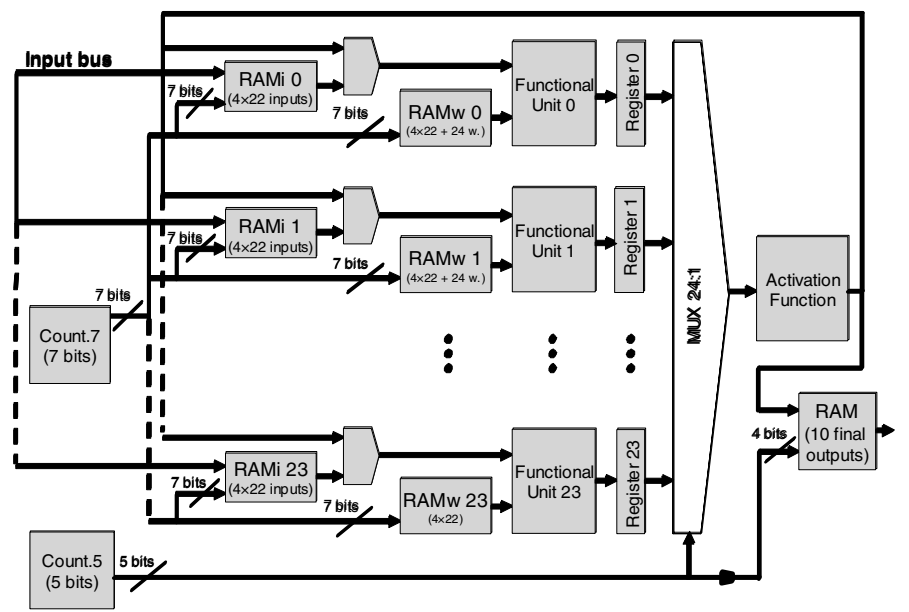 Input bus
7 bits
RAMi 0
(4×22 inputs)
7 bits
RAMw 0
(4×22 + 24 w.)
Functional
Unit 0
Register 0
7 bits
RAMi 1
(4×22 inputs)
7 bits
RAMw 1
(4×22 + 24 w.)
Functional
Unit 1
Register 1
MUX 24:1
Activation
Function
7 bits
Count.7
(7 bits)
RAM
(10 final
outputs)
4 bits
7 bits
RAMi 23
(4×22 inputs)
7 bits
RAMw 23
(4×22)
Functional
Unit 23
Register 23
Count.5
(5 bits)
5 bits